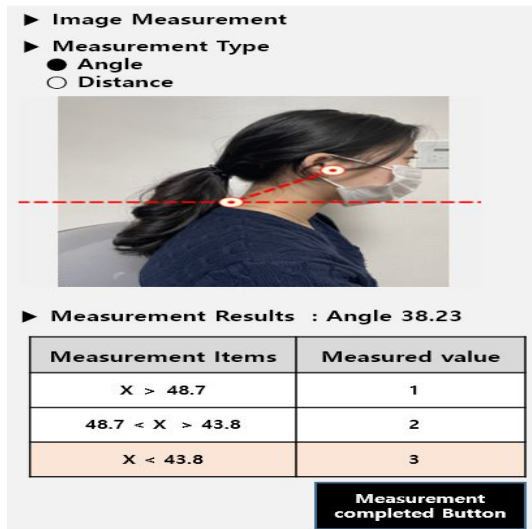 ► Image Measurement
► Measurement Type
● Angle
○ Distance
► Measurement Results : Angle 38.23
Measurement Items Measured value
X > 48.7 1
48.7 < X > 43.8 2
X < 43.8 3
Measurement
completed Button